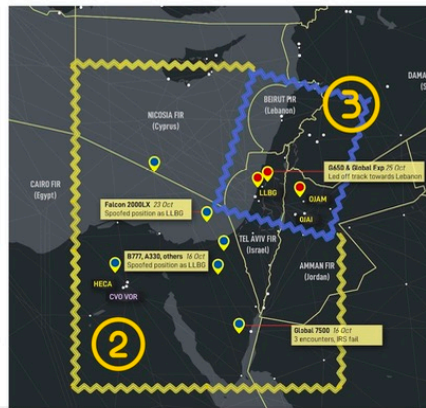 DAMA
BEIRUT FIR
(Lebanon)
3
NICOSIA FIR
(Cyprus)
G650 & Global Exp 25 Oct
Led off track towards Lebanon
CAIRO FIR
(Egypt)
LLBG
OJAM
Falcon 2000LX 23 Oct
Spoofed position as LLBG
OJAI
TEL AVIV FIR
(Israel)
B777, A330, others 16 Oct
Spoofed position as LLBG
AMMAN FIR
(Jordan)
HECA
CVO VOR
2
Global 7500 16 Oct
3 encounters, IRS fail